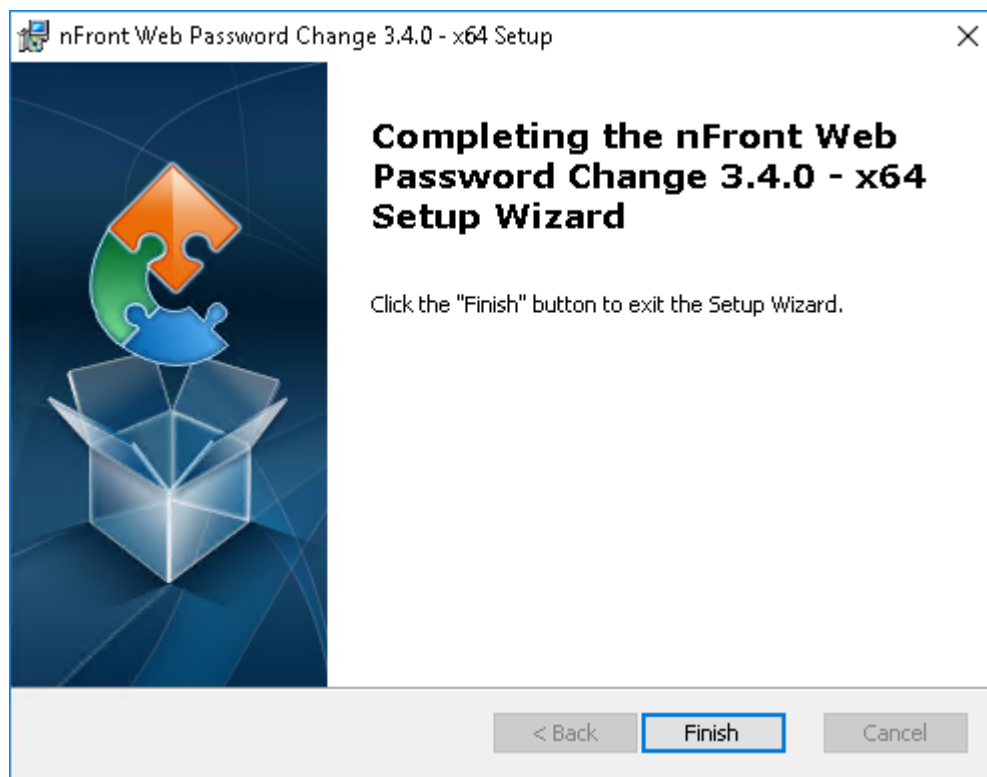 nFront Web Password Change 3.4.0 - x64 Setup
Completing the nFront Web
Password Change 3.4.0 - x64
Setup Wizard
Click the "Finish" button to exit the Setup Wizard.
< Back
Finish
Cancel